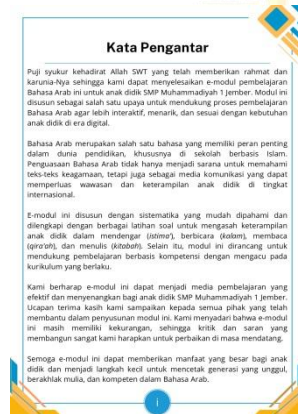 Kata Pengantar
Puji syukur kehadirat Allah SWT yang telah memberikan rahmat dan
karunia-Nya sehingga kami dapat menyelesaikan e-modul pembelajaran
Bahasa Arab ini untuk anak didik SMP Muhammadiyah 1 Jember. Modul ini
disusun sebagai salah satu upaya untuk mendukung proses pembelajaran
Bahasa Arab agar lebih interaktif, menarik, dan sesuai dengan kebutuhan
anak didik di era digital.
Bahasa Arab merupakan salah satu bahasa yang memiliki peran penting
dalam dunia pendidikan, khususnya di sekolah berbasis Islam.
Penguasaan Bahasa Arab tidak hanya menjadi sarana untuk memahami
teks-teks keagamaan, tetapi juga sebagai media komunikasi yang dapat
memperluas wawasan dan keterampilan anak didik di tingkat
internasional.
E-modul ini disusun dengan sistematika yang mudah dipahami dan
dilengkapi dengan berbagai latihan soal untuk mengasah keterampilan
anak didik dalam mendengar (istima'), berbicara (kalam), membaca
(qira'ah), dan menulis (kitabah). Selain itu, modul ini dirancang untuk
mendukung pembelajaran berbasis kompetensi dengan mengacu pada
kurikulum yang berlaku.
Kami berharap e-modul ini dapat menjadi media pembelajaran yang
efektif dan menyenangkan bagi anak didik SMP Muhammadiyah 1 Jember.
Ucapan terima kasih kami sampaikan kepada semua pihak yang telah
membantu dalam penyusunan modul ini. Kami menyadari bahwa e-modul
ini masih memiliki kekurangan, sehingga kritik dan saran yang
membangun sangat kami harapkan untuk perbaikan di masa mendatang.
Semoga e-modul ini dapat memberikan manfaat yang besar bagi anak
didik dan menjadi langkah kecil untuk mencetak generasi yang unggul,
berakhlak mulia, dan kompeten dalam Bahasa Arab.
i